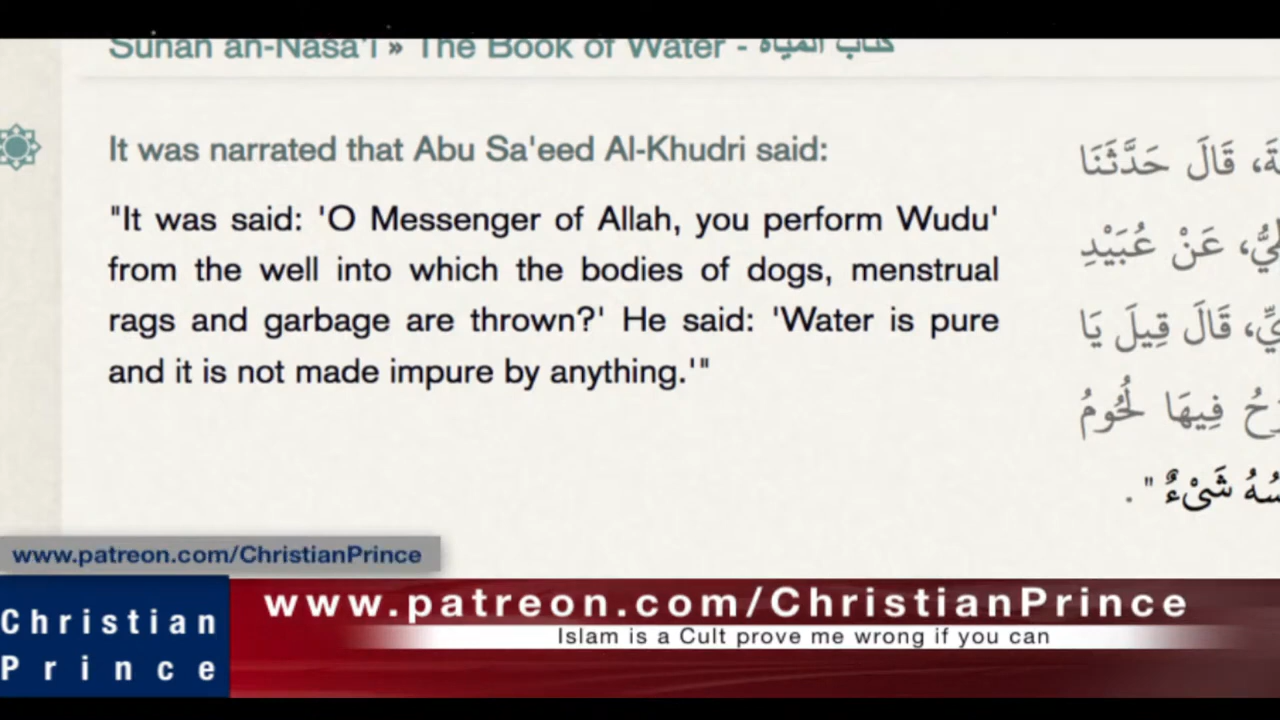 Sunan an-Nasa'i » The Book of Water - كتاب المياه
It was narrated that Abu Sa'eed Al-Khudri said:
"It was said: 'O Messenger of Allah, you perform Wudu'
from the well into which the bodies of dogs, menstrual
rags and garbage are thrown?' He said: 'Water is pure
and it is not made impure by anything.'"
، قَالَ حَدَّثَنَا
، عَنْ عُبَيْدِ
، قَالَ قِيلَ يَا
فِيهَا لُحُومُ
شَىْءٌ " .
www.patreon.com/ChristianPrince
Christian
Prince
www.patreon.com/ChristianPrince
Islam is a Cult prove me wrong if you can